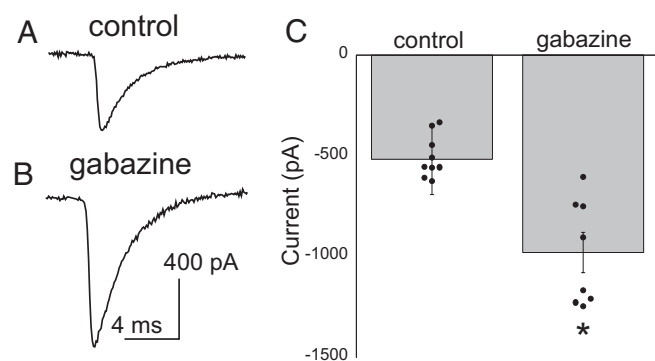 A
control
B
gabazine
400 pA
4 ms
C
control
gabazine
Current (pA)
0
-500
-1000
-1500
*